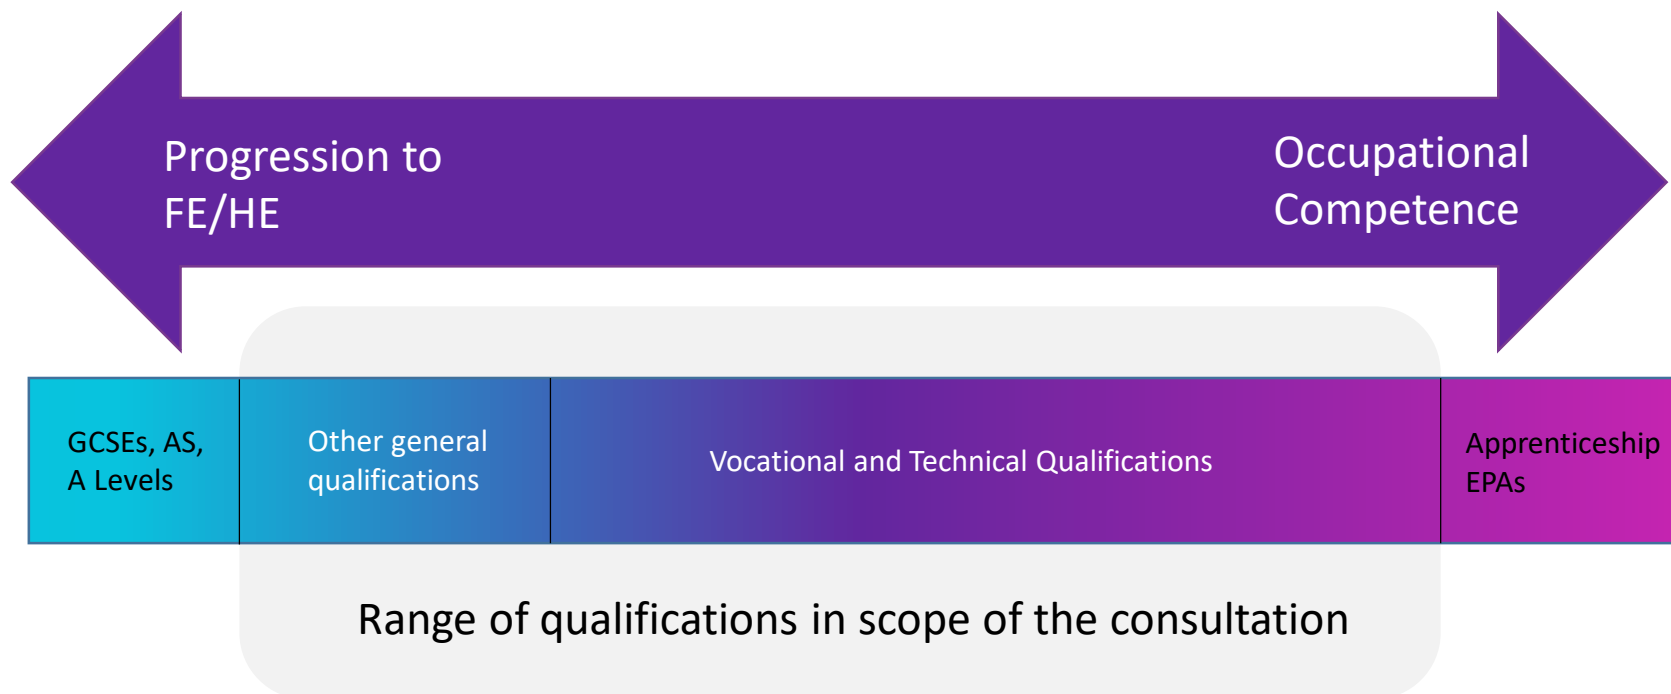 Progression to
FE/HE
Occupational
Competence
GCSEs, AS,
A Levels
Other general
qualifications
Vocational and Technical Qualifications
Apprenticeship
EPAs
Range of qualifications in scope of the consultation